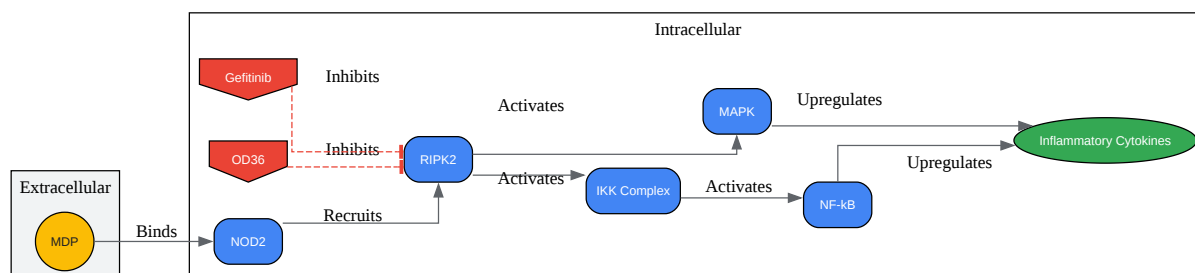 Intracellular
Gefitinib
Inhibits
Activates
MAPK
Upregulates
OD36
Inhibits
RIPK2
Inflammatory Cytokines
Activates
IKK Complex
Activates
Upregulates
NF-kB
Extracellular
MDP
Binds
NOD2
Recruits